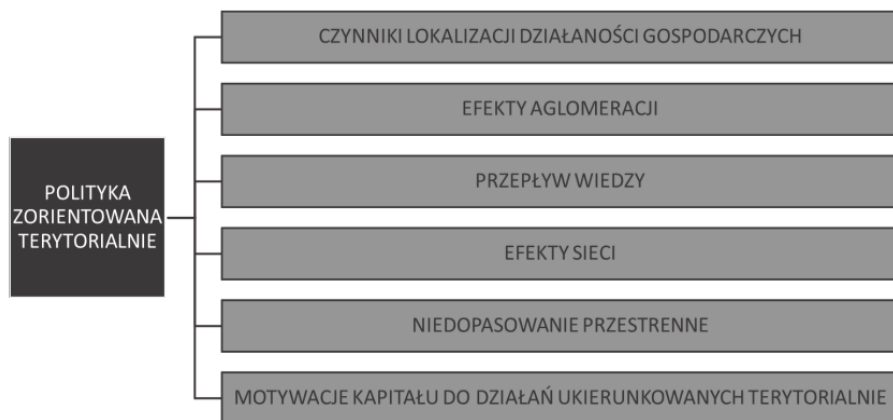 CZYNNIKI LOKALIZACJI DZIAŁANOŚCI GOSPODARCZYCH
EFEKTY AGLOMERACJI
PRZEPŁYW WIEDZY
POLITYKA
ZORIENTOWANA
TERYTORIALNIE
EFEKTY SIECI
NIEDOPASOWANIE PRZESTRENNE
MOTYWACJE KAPITAŁU DO DZIAŁAŃ UKIERUNKOWANYCH TERYTORIALNIE